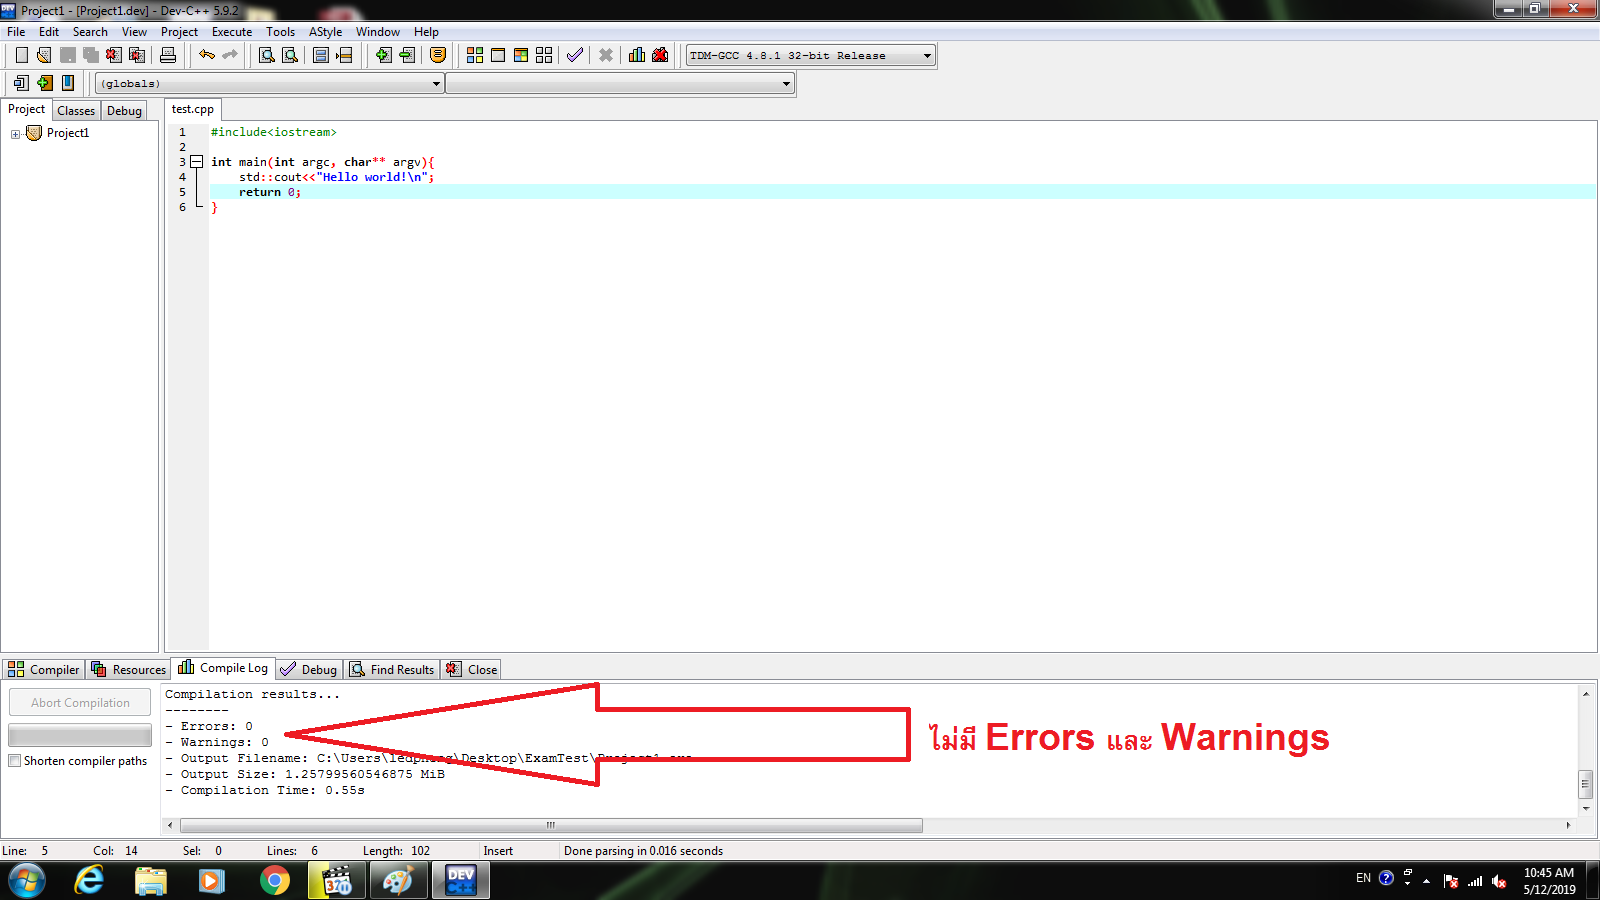 Project1 - [Project1.dev] - Dev-C++ 5.9.2
File Edit Search View Project Execute Tools AStyle Window Help
TDM-GCC 4.8.1 32-bit Release
(globals)
Project Classes Debug
test.cpp
Project1
1 #include<iostream>
2
3 int main(int argc, char** argv){
4 std::cout<<"Hello world!\n";
5 return 0;
6 }
Compiler Resources Compile Log Debug Find Results Close
Abort Compilation
Shorten compiler paths
Compilation results...
--------
- Errors: 0
- Warnings: 0
- Output Filename: C:\Users\ledphong\Desktop\ExamTest\Project1.exe
- Output Size: 1.25799560546875 MiB
- Compilation Time: 0.55s
ไม่มี Errors และ Warnings
Line: 5 Col: 14 Sel: 0 Lines: 6 Length: 102 Insert Done parsing in 0.016 seconds
DEV C++
321
EN
10:45 AM
5/12/2019